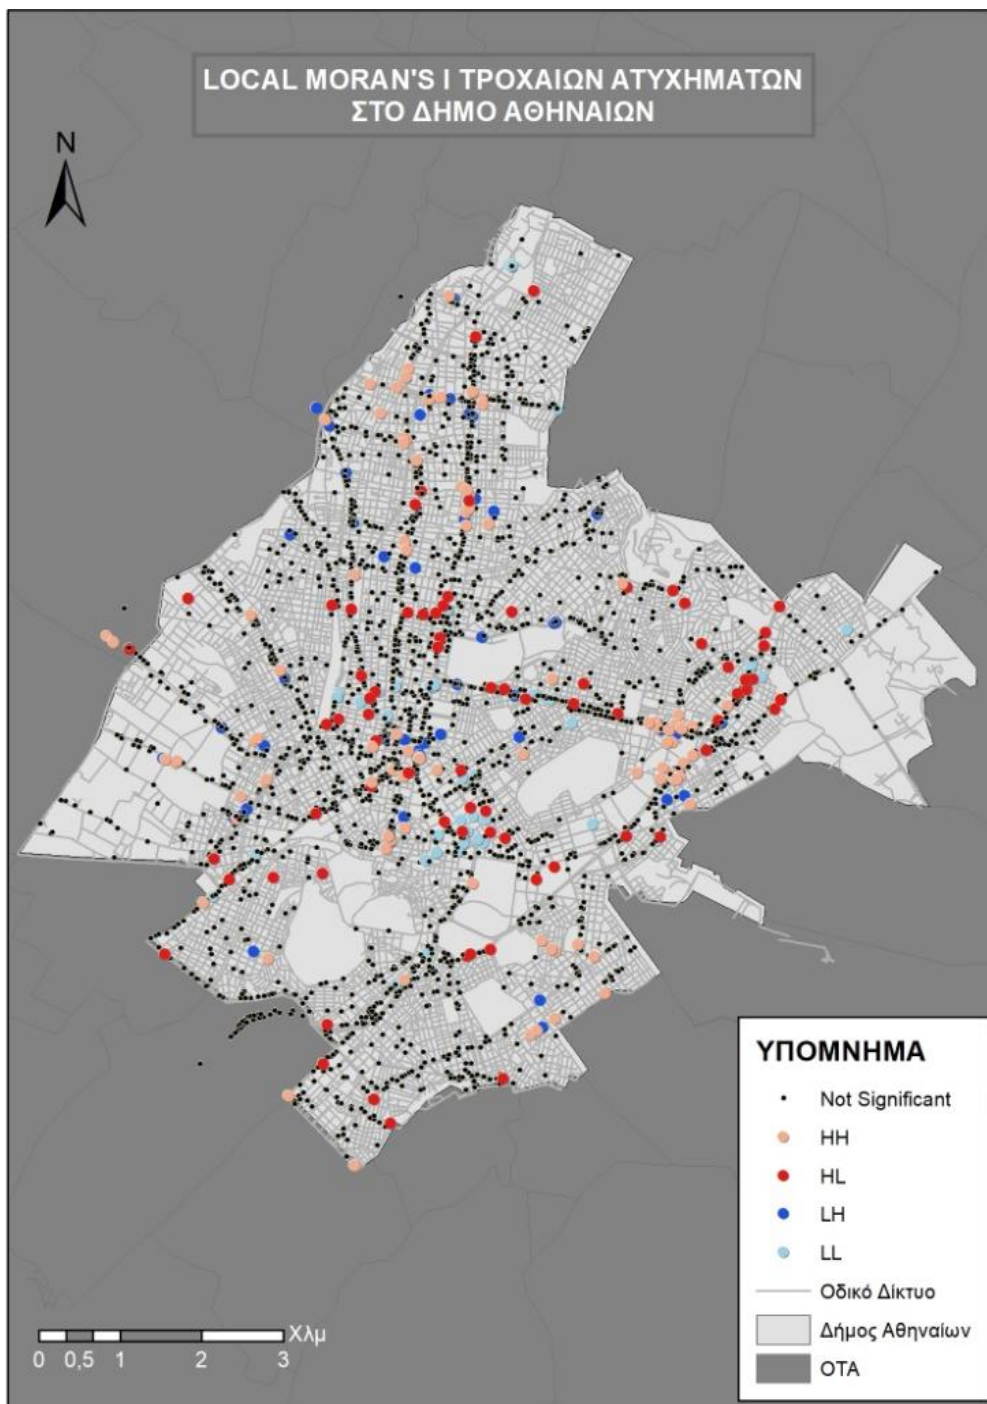 LOCAL MORAN'S I ΤΡΟΧΑΙΩΝ ΑΤΥΧΗΜΑΤΩΝ
ΣΤΟ ΔΗΜΟ ΑΘΗΝΑΙΩΝ
N
ΥΠΟΜΝΗΜΑ
Not Significant
HH
HL
LH
LL
Οδικό Δίκτυο
Δήμος Αθηναίων
ΟΤΑ
Χλμ
0 0,5 1 2 3